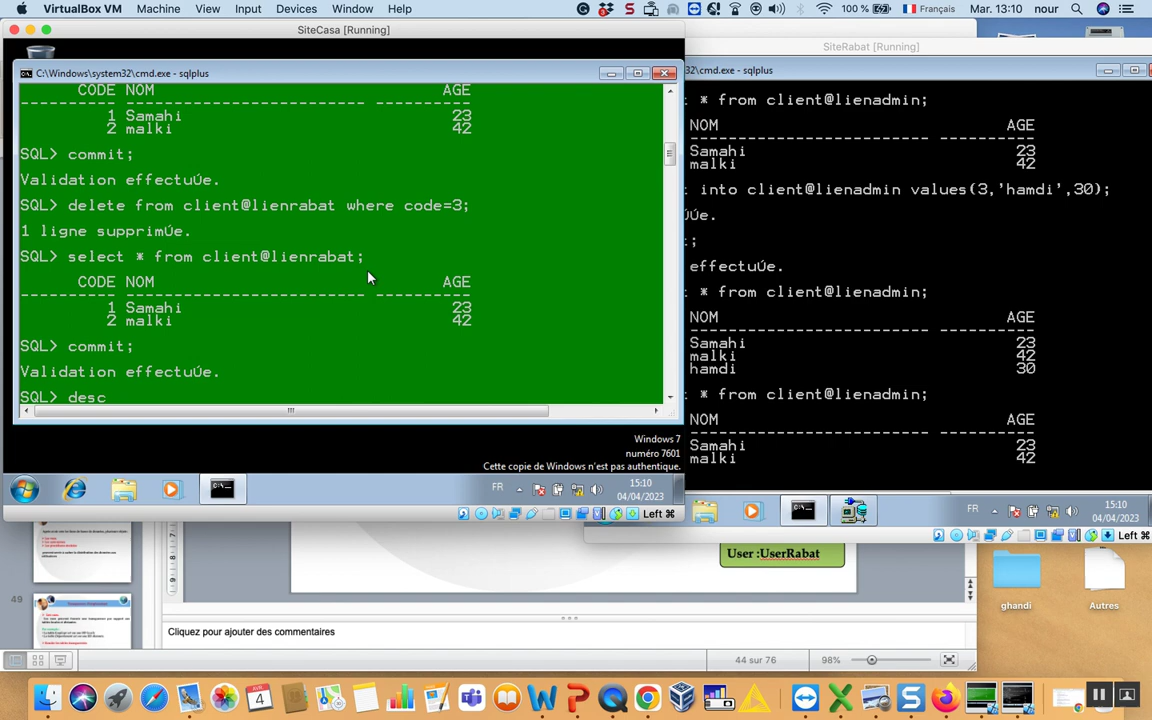 VirtualBox VM Machine View Input Devices Window Help
100 % Français Mar. 13:10 nour
SiteCasa [Running]
C:\Windows\system32\cmd.exe - sqlplus
CODE NOM AGE
1 Samahi 23
2 malki 42
SQL> commit;
Validation effectuÚe.
SQL> delete from client@lienrabat where code=3;
1 ligne supprimÚe.
SQL> select * from client@lienrabat;
CODE NOM AGE
1 Samahi 23
2 malki 42
SQL> commit;
Validation effectuÚe.
SQL> desc
Windows 7
numéro 7601
Cette copie de Windows n'est pas authentique.
FR
15:10
04/04/2023
Left ⌘
SiteRabat [Running]
32\cmd.exe - sqlplus
* from client@lienadmin;
NOM AGE
Samahi 23
malki 42
into client@lienadmin values(3,'hamdi',30);
ÚÚe.
;
effectuÚe.
* from client@lienadmin;
NOM AGE
Samahi 23
malki 42
hamdi 30
* from client@lienadmin;
NOM AGE
Samahi 23
malki 42
FR
15:10
04/04/2023
Left ⌘
User :UserRabat
49
Cliquez pour ajouter des commentaires
44 sur 76 98%
ghandi
Autres